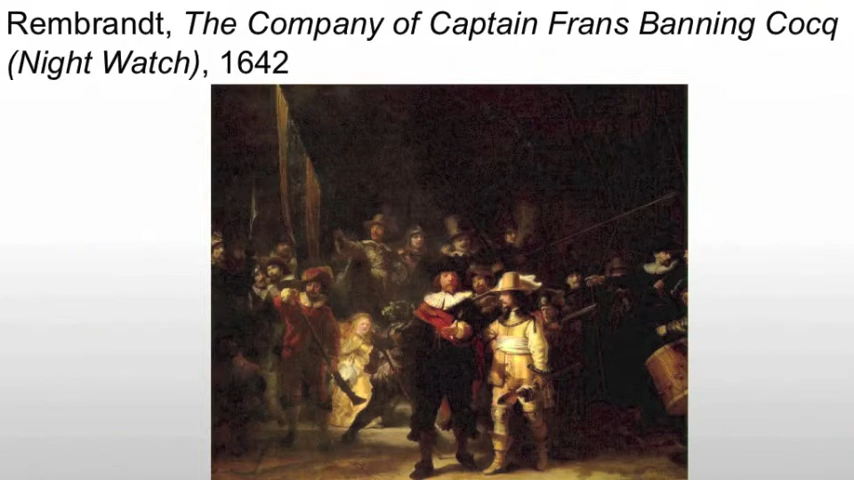 Rembrandt, The Company of Captain Frans Banning Cocq
(Night Watch), 1642